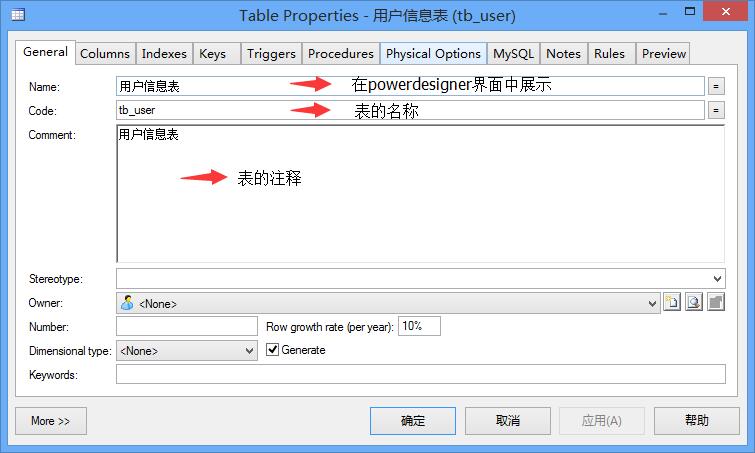 Table Properties - 用户信息表 (tb_user)
General Columns Indexes Keys Triggers Procedures Physical Options MySQL Notes Rules Preview
Name: 用户信息表 在powerdesigner界面中展示 =
Code: tb_user 表的名称 =
Comment: 用户信息表
表的注释
Stereotype:
Owner: <None>
Number: Row growth rate (per year): 10%
Dimensional type: <None> Generate
Keywords:
More >> 确定 取消 应用(A) 帮助